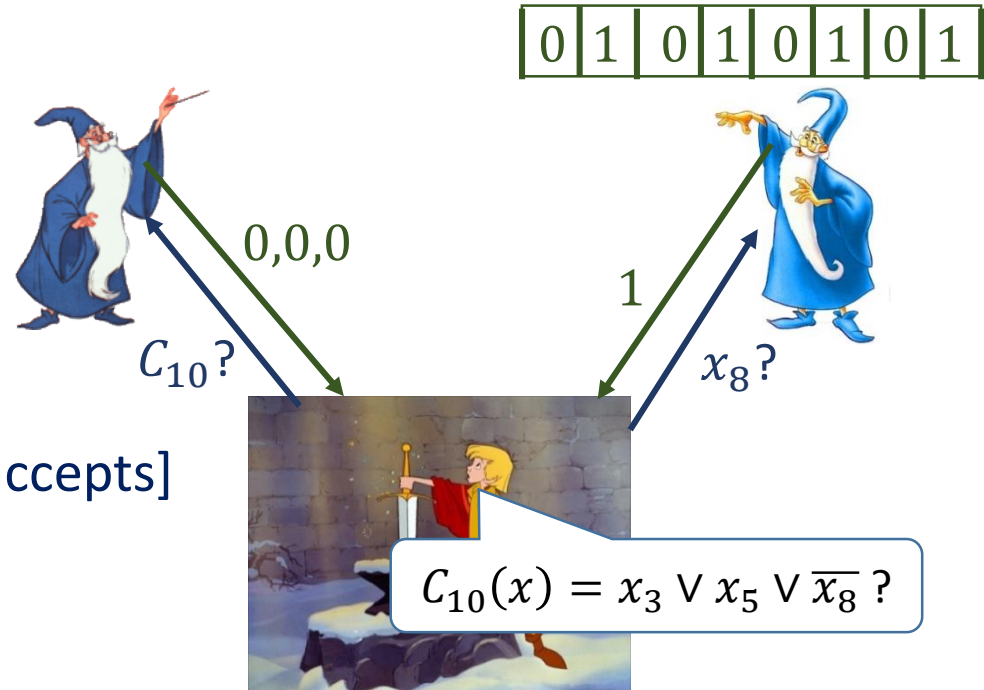 0 1 0 1 0 1 0 1
0,0,0
1
C₁₀?
x₈?
ccepts]
C₁₀(x) = x₃ ∨ x₅ ∨ x̅₈ ?